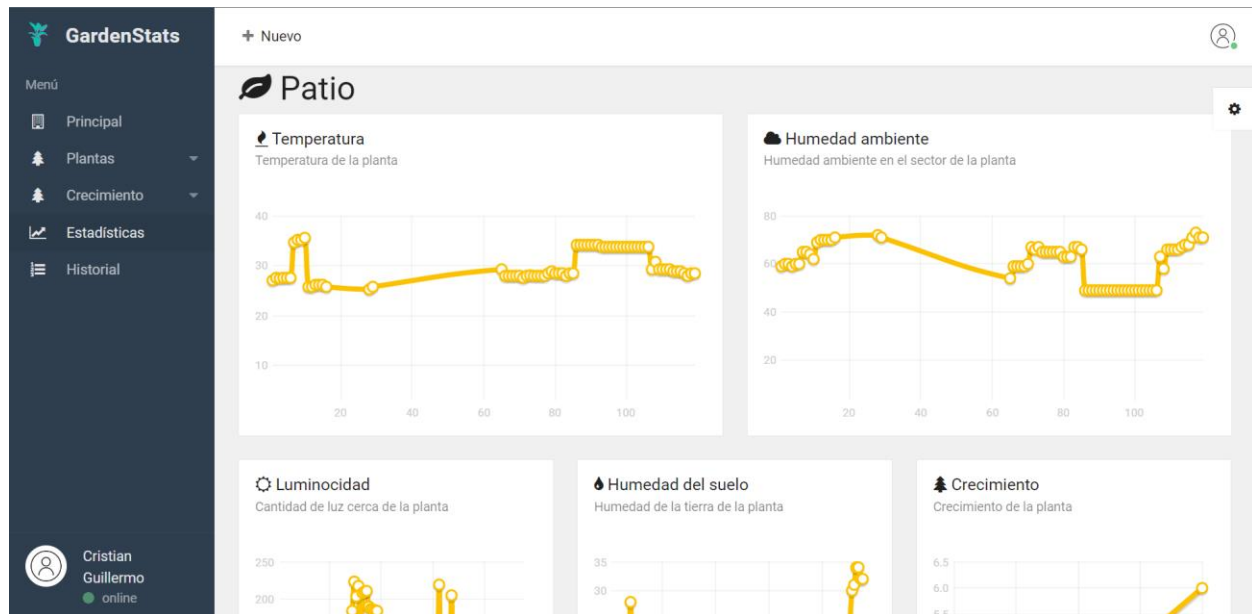 GardenStats
+ Nuevo
Menú
Principal
Plantas
Crecimiento
Estadísticas
Historial
Cristian
Guillermo
online
Patio
Temperatura
Temperatura de la planta
40
30
20
10
20 40 60 80 100
Humedad ambiente
Humedad ambiente en el sector de la planta
80
60
40
20
20 40 60 80 100
Luminocidad
Cantidad de luz cerca de la planta
250
200
Humedad del suelo
Humedad de la tierra de la planta
35
30
Crecimiento
Crecimiento de la planta
6.5
6.0
5.5